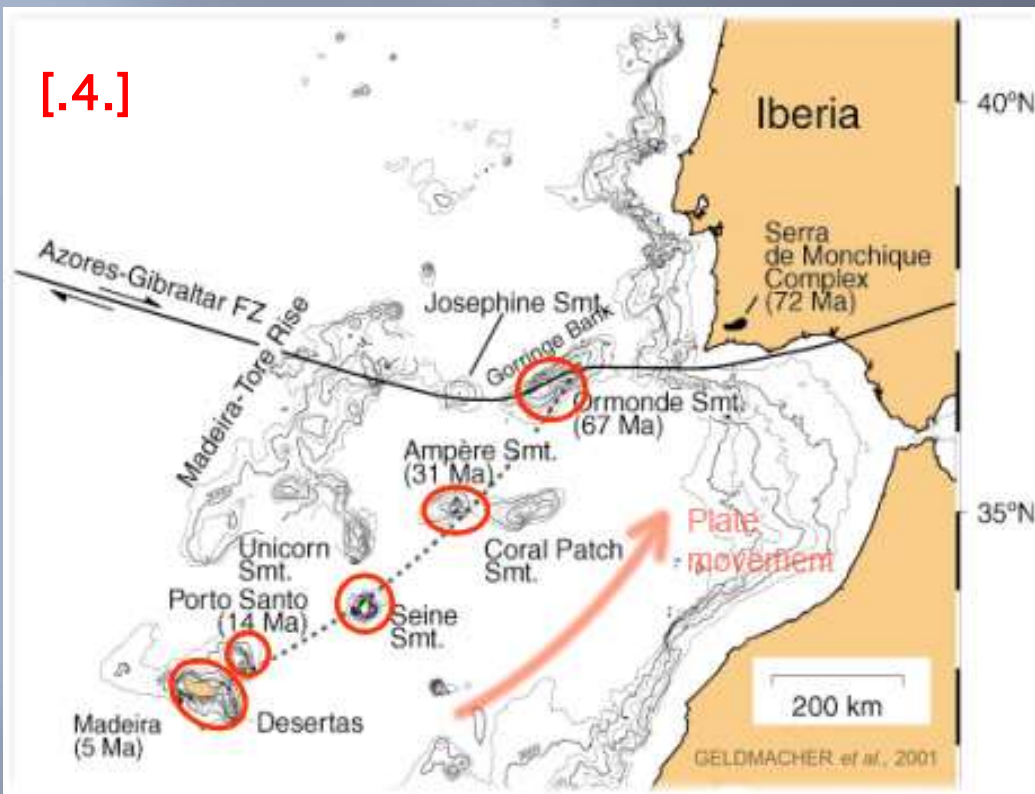 [.4.]
Iberia
40°N
Serra
de Monchique
Complex
(72 Ma)
Azores-Gibraltar FZ
Josephine Smt.
Gorringe Bank
Madeira-Tore Rise
Ormonde Smt.
(67 Ma)
Ampère Smt.
(31 Ma)
35°N
Plate
movement
Coral Patch
Smt.
Unicorn
Smt.
Porto Santo
(14 Ma)
Seine
Smt.
Madeira
(5 Ma)
Desertas
200 km
GELDMACHER et al., 2001